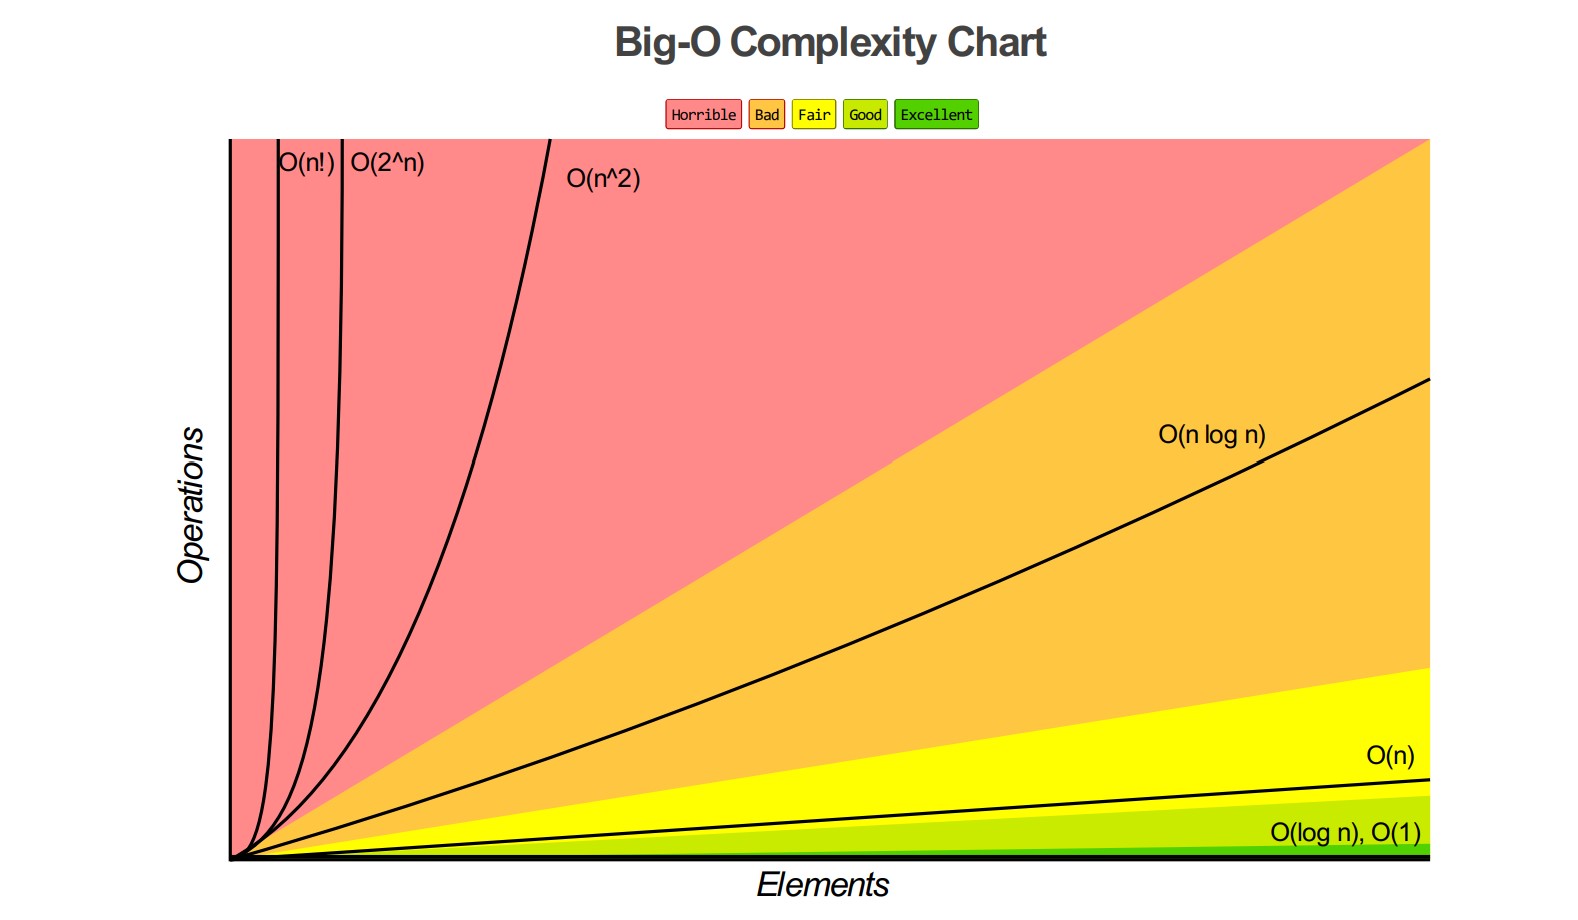 Big-O Complexity Chart
Horrible Bad Fair Good Excellent
O(n!) O(2^n)
O(n^2)
O(n log n)
O(n)
O(log n), O(1)
Operations
Elements